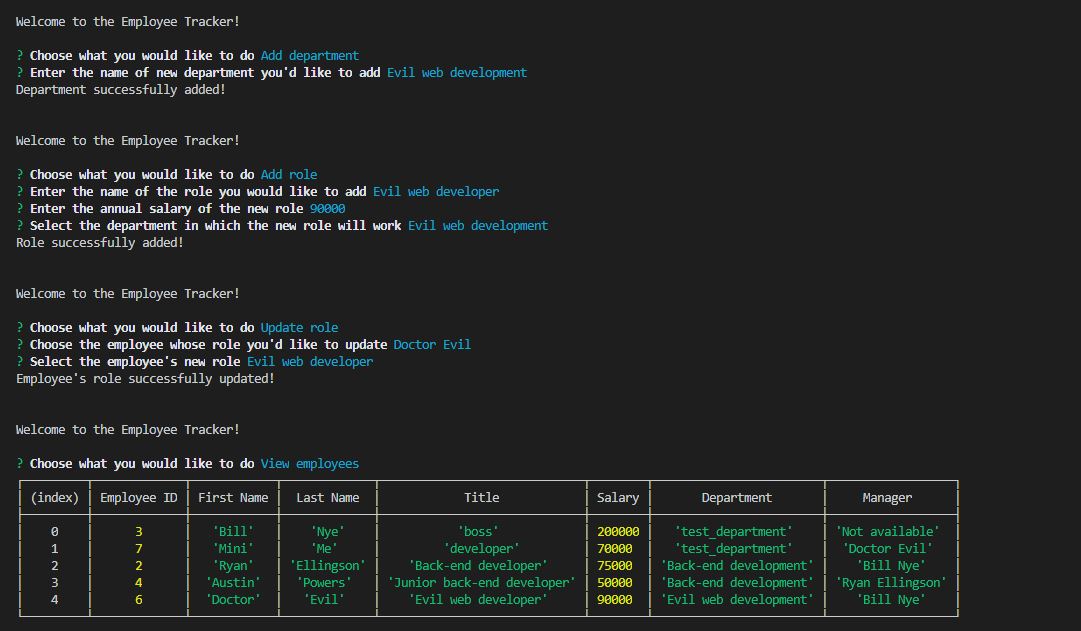 Welcome to the Employee Tracker!
? Choose what you would like to do Add department
? Enter the name of new department you'd like to add Evil web development
Department successfully added!
Welcome to the Employee Tracker!
? Choose what you would like to do Add role
? Enter the name of the role you would like to add Evil web developer
? Enter the annual salary of the new role 90000
? Select the department in which the new role will work Evil web development
Role successfully added!
Welcome to the Employee Tracker!
? Choose what you would like to do Update role
? Choose the employee whose role you'd like to update Doctor Evil
? Select the employee's new role Evil web developer
Employee's role successfully updated!
Welcome to the Employee Tracker!
? Choose what you would like to do View employees
(index) Employee ID First Name Last Name Title Salary Department Manager
0 3 'Bill' 'Nye' 'boss' 200000 'test_department' 'Not available'
1 7 'Mini' 'Me' 'developer' 70000 'test_department' 'Doctor Evil'
2 2 'Ryan' 'Ellingson' 'Back-end developer' 75000 'Back-end development' 'Bill Nye'
3 4 'Austin' 'Powers' 'Junior back-end developer' 50000 'Back-end development' 'Ryan Ellingson'
4 6 'Doctor' 'Evil' 'Evil web developer' 90000 'Evil web development' 'Bill Nye'